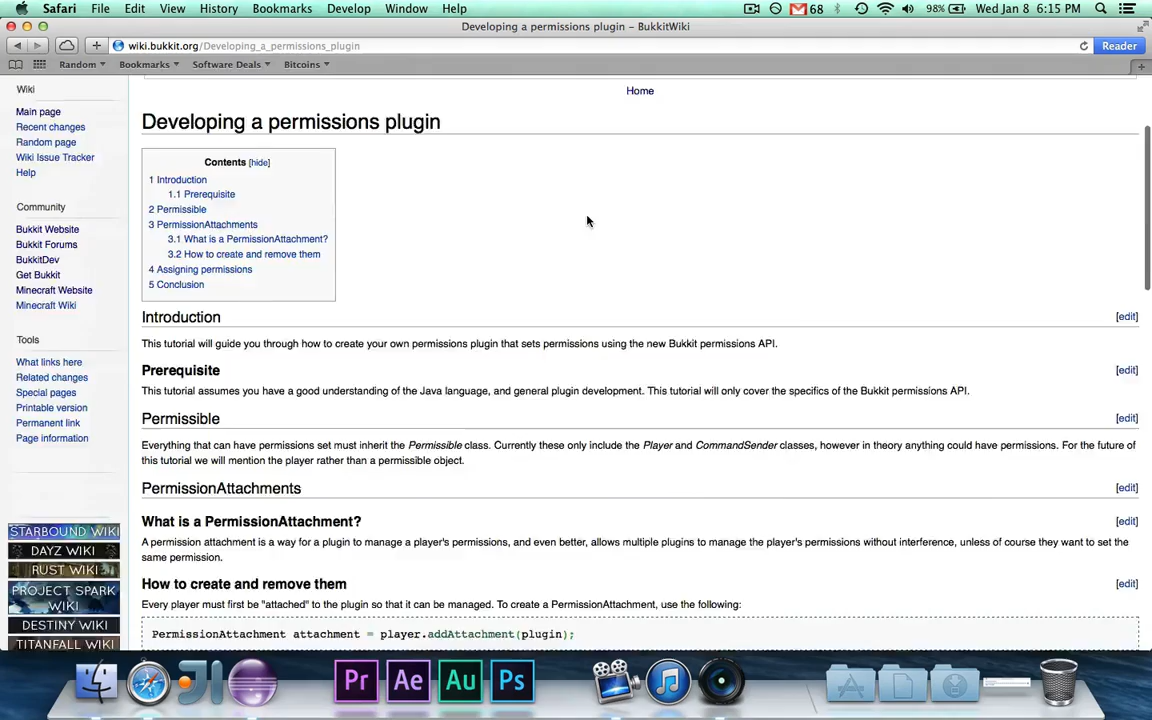 Safari File Edit View History Bookmarks Develop Window Help 68 98% Wed Jan 8 6:15 PM
Developing a permissions plugin – BukkitWiki
wiki.bukkit.org/Developing_a_permissions_plugin Reader
Random Bookmarks Software Deals Bitcoins
Wiki
Main page
Recent changes
Random page
Wiki Issue Tracker
Help
Community
Bukkit Website
Bukkit Forums
BukkitDev
Get Bukkit
Minecraft Website
Minecraft Wiki
Tools
What links here
Related changes
Special pages
Printable version
Permanent link
Page information
STARBOUND WIKI
DAYZ WIKI
RUST WIKI
PROJECT SPARK
WIKI
DESTINY WIKI
TITANFALL WIKI
Home
Developing a permissions plugin
Contents [hide]
1 Introduction
1.1 Prerequisite
2 Permissible
3 PermissionAttachments
3.1 What is a PermissionAttachment?
3.2 How to create and remove them
4 Assigning permissions
5 Conclusion
Introduction [edit]
This tutorial will guide you through how to create your own permissions plugin that sets permissions using the new Bukkit permissions API.
Prerequisite [edit]
This tutorial assumes you have a good understanding of the Java language, and general plugin development. This tutorial will only cover the specifics of the Bukkit permissions API.
Permissible [edit]
Everything that can have permissions set must inherit the Permissible class. Currently these only include the Player and CommandSender classes, however in theory anything could have permissions. For the future of
this tutorial we will mention the player rather than a permissible object.
PermissionAttachments [edit]
What is a PermissionAttachment? [edit]
A permission attachment is a way for a plugin to manage a player's permissions, and even better, allows multiple plugins to manage the player's permissions without interference, unless of course they want to set the
same permission.
How to create and remove them [edit]
Every player must first be "attached" to the plugin so that it can be managed. To create a PermissionAttachment, use the following:
PermissionAttachment attachment = player.addAttachment(plugin);
Pr Ae Au Ps